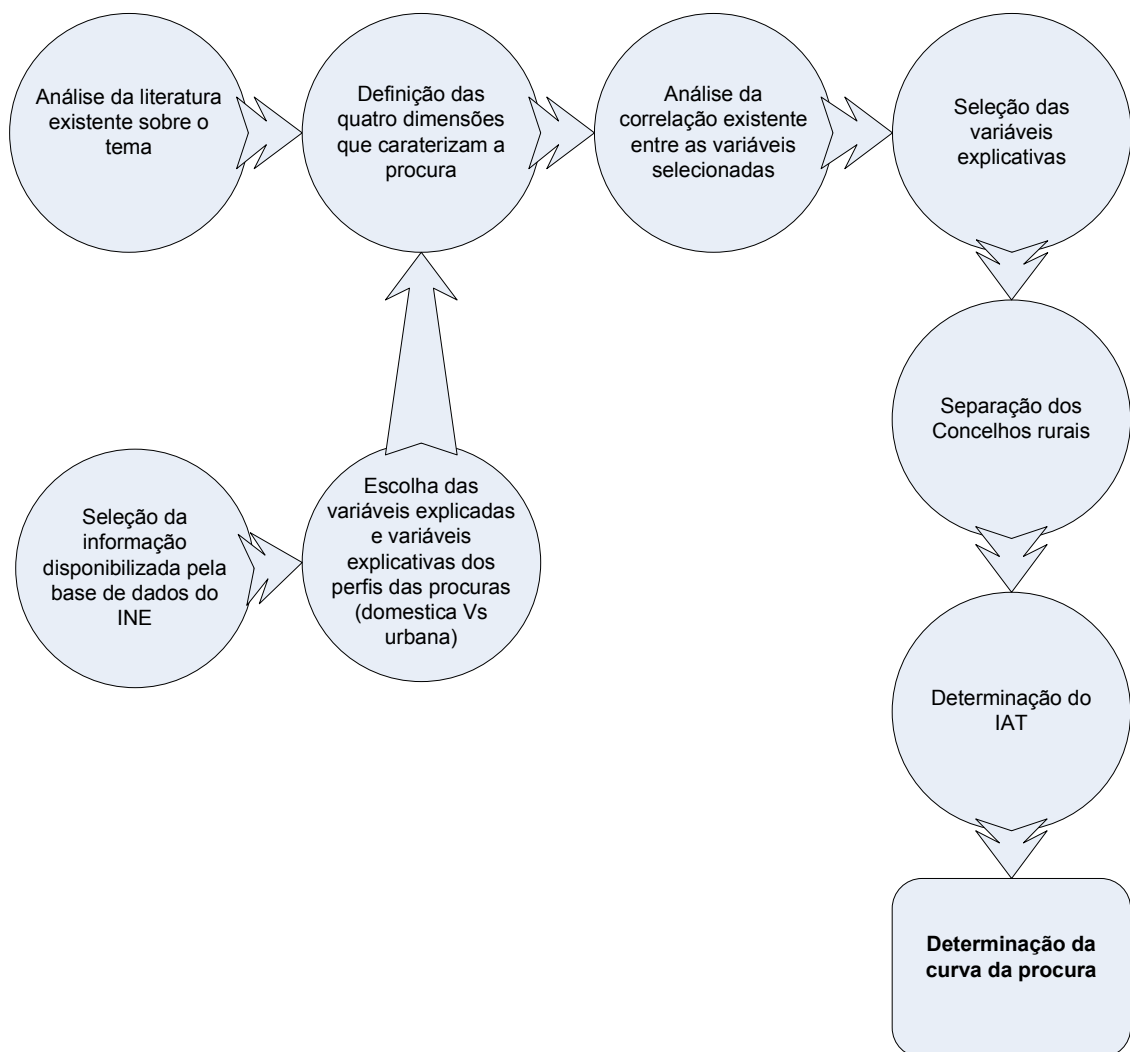 Análise da literatura
existente sobre o
tema
Definição das
quatro dimensões
que caraterizam a
procura
Análise da
correlação existente
entre as variáveis
selecionadas
Seleção das
variáveis
explicativas
Separação dos
Concelhos rurais
Seleção da
informação
disponibilizada pela
base de dados do
INE
Escolha das
variáveis explicadas
e variáveis
explicativas dos
perfis das procuras
(domestica Vs
urbana)
Determinação do
IAT
Determinação da
curva da procura